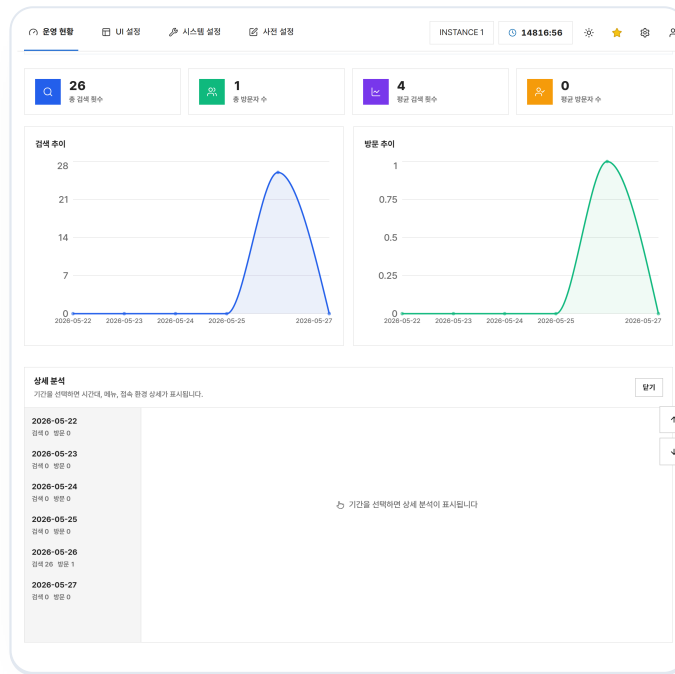 운영 현황 UI 설정 시스템 설정 사전 설정 INSTANCE 1 14816:56
26
총 검색 횟수
1
총 방문자 수
4
평균 검색 횟수
0
평균 방문자 수
검색 추이
28
21
14
7
0
2026-05-22 2026-05-23 2026-05-24 2026-05-25 2026-05-27
방문 추이
1
0.75
0.5
0.25
0
2026-05-22 2026-05-23 2026-05-24 2026-05-25 2026-05-27
상세 분석
기간을 선택하면 시간대, 메뉴, 접속 환경 상세가 표시됩니다.
닫기
2026-05-22
검색 0 방문 0
2026-05-23
검색 0 방문 0
2026-05-24
검색 0 방문 0
2026-05-25
검색 0 방문 0
2026-05-26
검색 26 방문 1
2026-05-27
검색 0 방문 0
기간을 선택하면 상세 분석이 표시됩니다